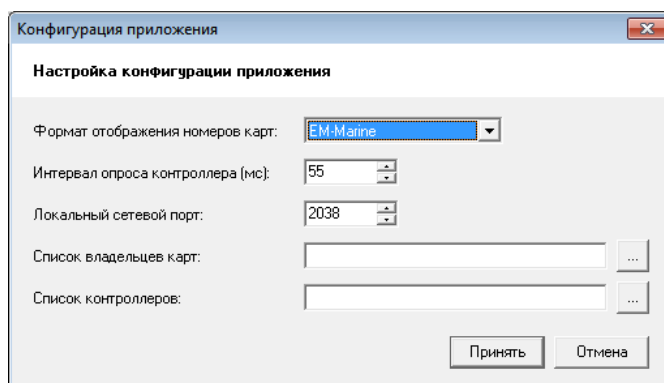 Конфигурация приложения
Настройка конфигурации приложения
Формат отображения номеров карт: EM-Marine
Интервал опроса контроллера (мс): 55
Локальный сетевой порт: 2038
Список владельцев карт: ...
Список контроллеров: ...
Принять Отмена